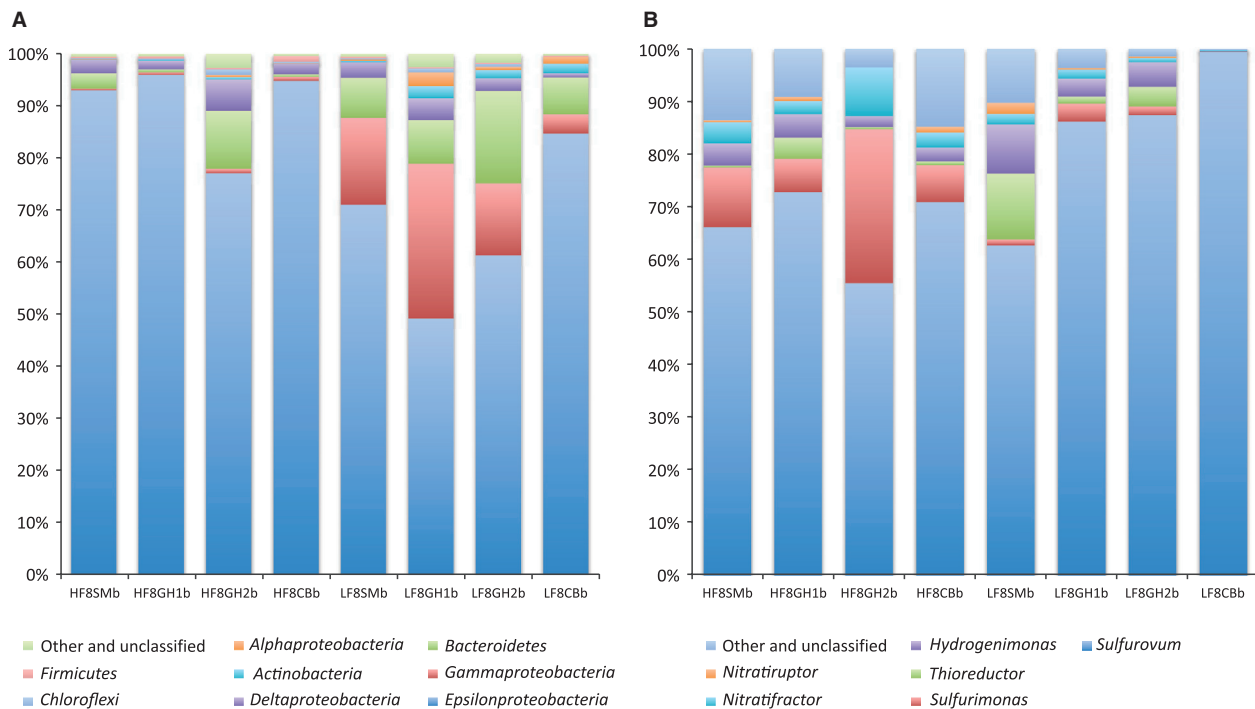 A
B
100%
90%
80%
70%
60%
50%
40%
30%
20%
10%
0%
HF8SMb HF8GH1b HF8GH2b HF8CBb LF8SMb LF8GH1b LF8GH2b LF8CBb
100%
90%
80%
70%
60%
50%
40%
30%
20%
10%
0%
HF8SMb HF8GH1b HF8GH2b HF8CBb LF8SMb LF8GH1b LF8GH2b LF8CBb
Other and unclassified Alphaproteobacteria Bacteroidetes
Firmicutes Actinobacteria Gammaproteobacteria
Chloroflexi Deltaproteobacteria Epsilonproteobacteria
Other and unclassified Hydrogenimonas Sulfurovum
Nitratiruptor Thioreductor
Nitratifractor Sulfurimonas